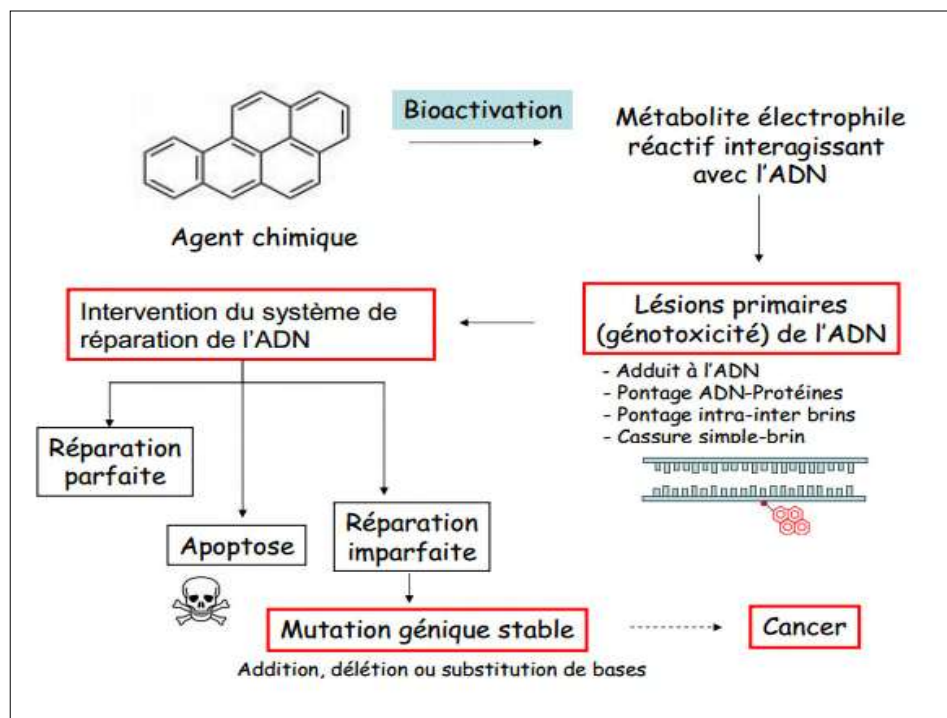 Bioactivation
Métabolite électrophile
réactif interagissant
avec l'ADN
Agent chimique
Intervention du système de
réparation de l'ADN
Lésions primaires
(génotoxicité) de l'ADN
- Adduit à l'ADN
- Pontage ADN-Protéines
- Pontage intra-inter brins
- Cassure simple-brin
Réparation
parfaite
Apoptose
Réparation
imparfaite
Mutation génique stable
Cancer
Addition, délétion ou substitution de bases